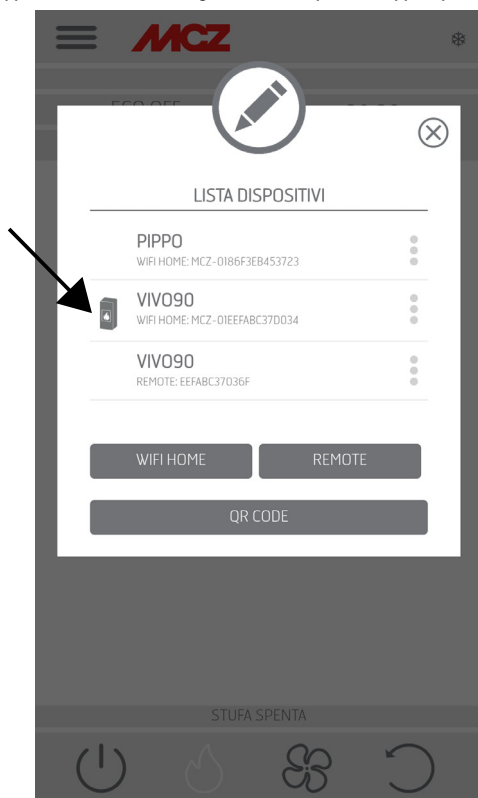 MCZ
LISTA DISPOSITIVI
PIPPO
WIFI HOME: MCZ-0186F3EB453723
VIVO90
WIFI HOME: MCZ-01EEFABC37D034
VIVO90
REMOTE: EEFABC37036F
WIFI HOME
REMOTE
QR CODE
STUFA SPENTA